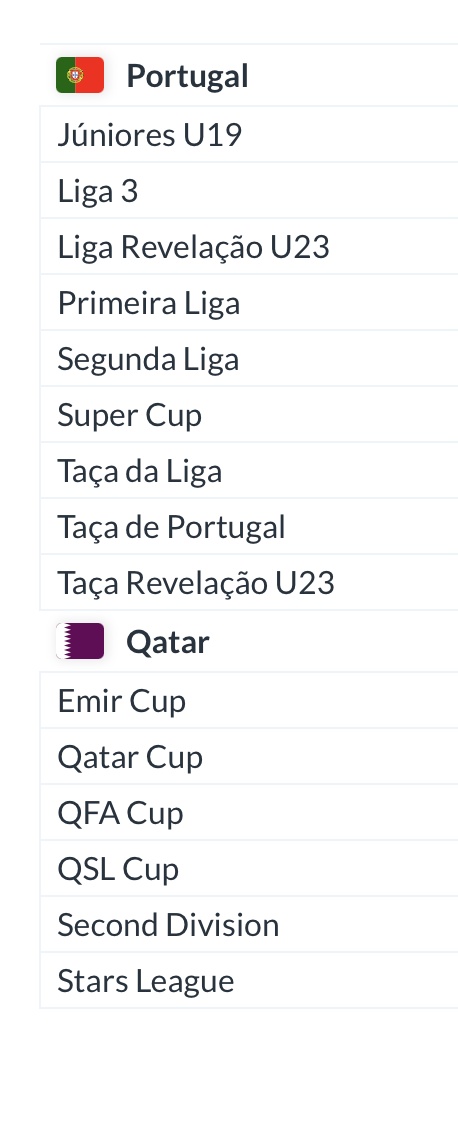 Portugal
Júniores U19
Liga 3
Liga Revelação U23
Primeira Liga
Segunda Liga
Super Cup
Taça da Liga
Taça de Portugal
Taça Revelação U23
Qatar
Emir Cup
Qatar Cup
QFA Cup
QSL Cup
Second Division
Stars League